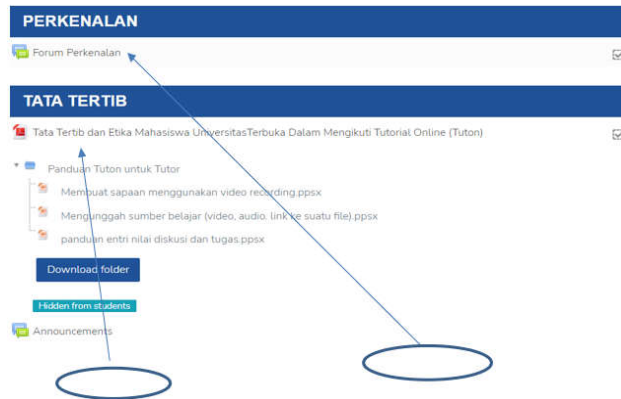 PERKENALAN
Forum Perkenalan
TATA TERTIB
Tata Tertib dan Etika Mahasiswa UniversitasTerbuka Dalam Mengikuti Tutorial Online (Tuton)
Panduan Tuton untuk Tutor
Membuat sapaan menggunakan video recording.ppsx
Mengunggah sumber belajar (video, audio, link ke suatu file).ppsx
panduan entri nilai diskusi dan tugas.ppsx
Download folder
Hidden from students
Announcements